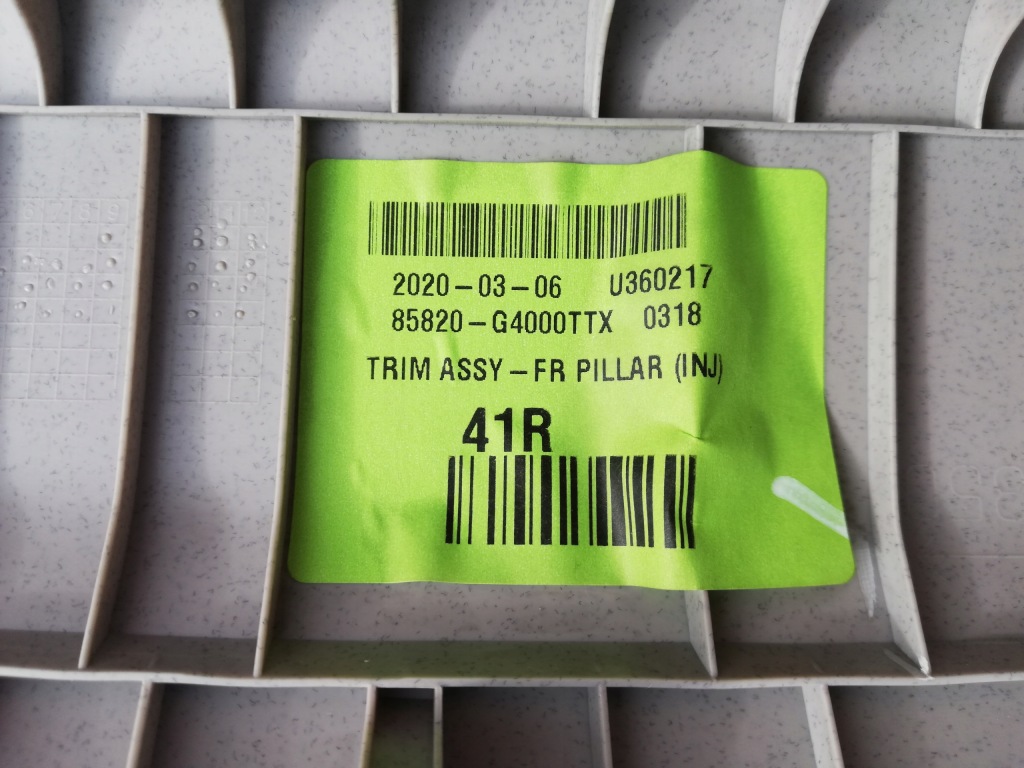 2020-03-06 U360217
85820-G4000TTX 0318
TRIM ASSY-FR PILLAR (INJ)
41R